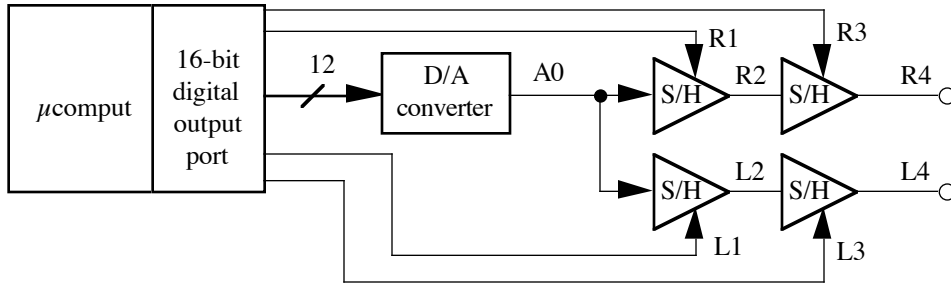 μcomput
16-bit
digital
output
port
12
D/A
converter
A0
R1
S/H
R2
R3
S/H
R4
S/H
L2
S/H
L4
L1
L3